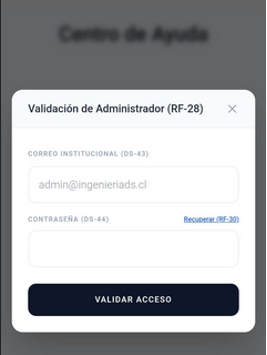 Centro de Ayuda
Validación de Administrador (RF-28)
CORREO INSTITUCIONAL (DS-43)
admin@ingenieriads.cl
CONTRASEÑA (DS-44)
Recuperar (RF-30)
VALIDAR ACCESO